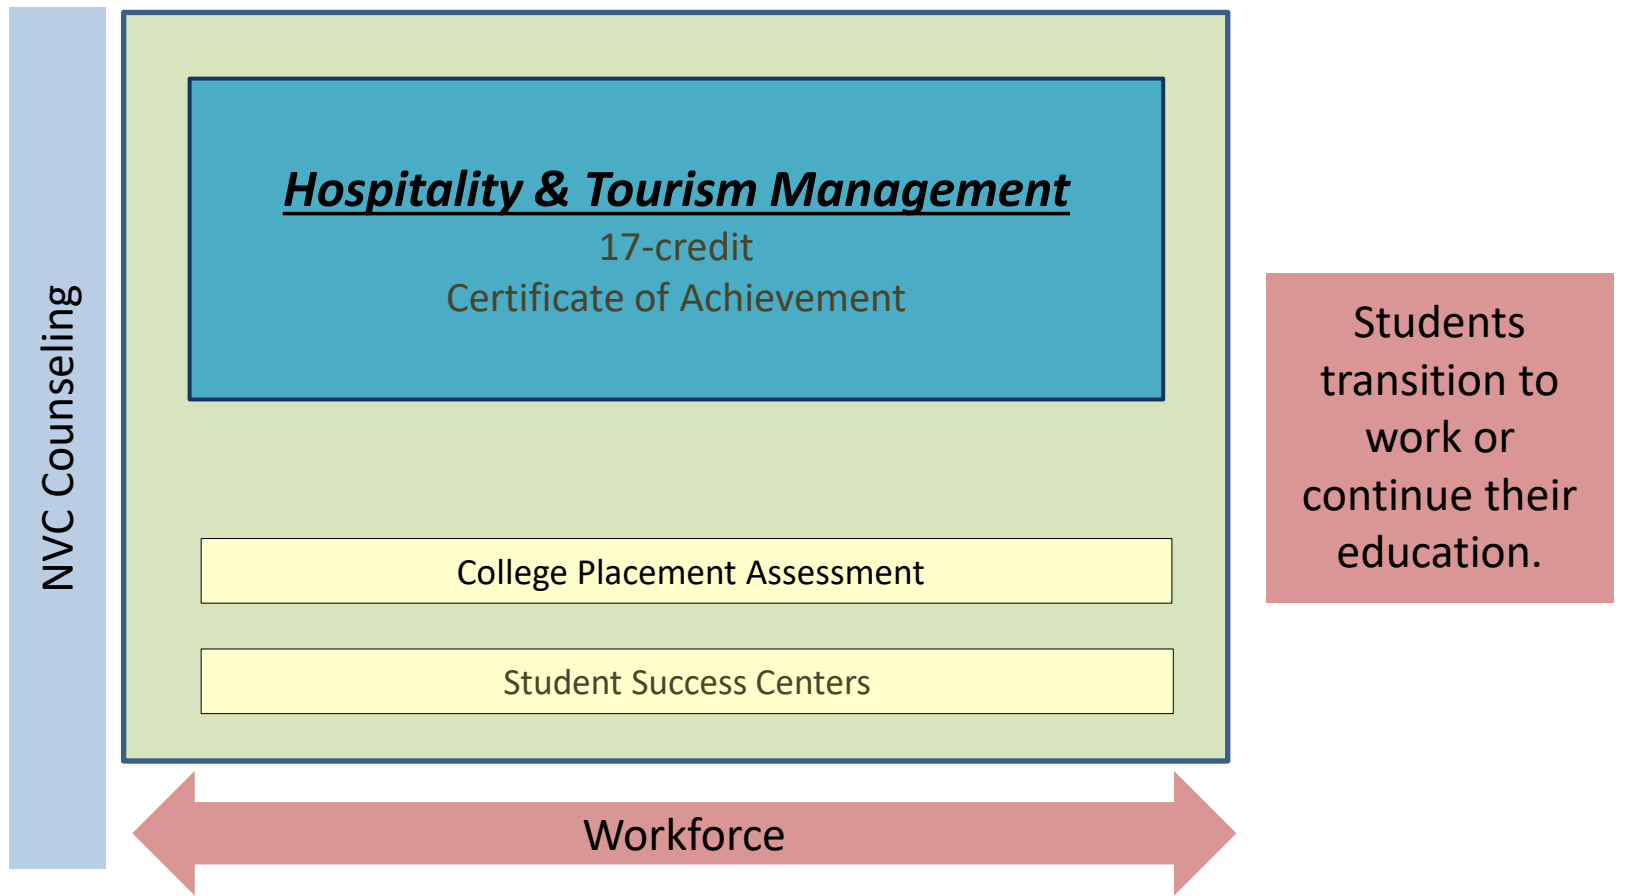 NVC Counseling
Hospitality & Tourism Management
17-credit
Certificate of Achievement
College Placement Assessment
Student Success Centers
Workforce
Students
transition to
work or
continue their
education.